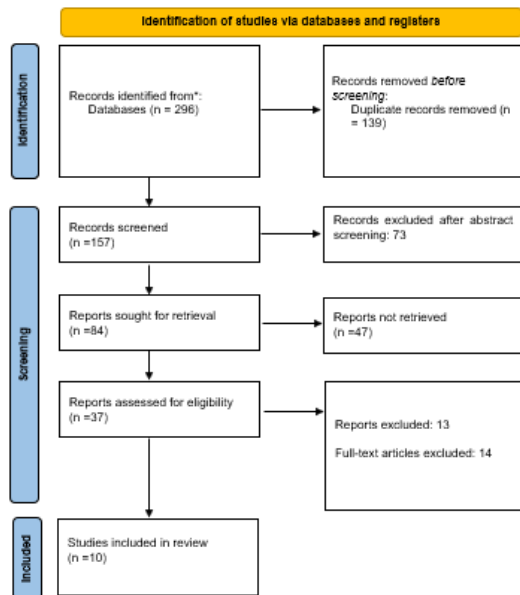 Identification of studies via databases and registers
Identification
Records identified from*:
Databases (n = 296)
Records removed before
screening:
Duplicate records removed (n
= 139)
Screening
Records screened
(n =157)
Records excluded after abstract
screening: 73
Reports sought for retrieval
(n =84)
Reports not retrieved
(n =47)
Reports assessed for eligibility
(n =37)
Reports excluded: 13
Full-text articles excluded: 14
Included
Studies included in review
(n =10)